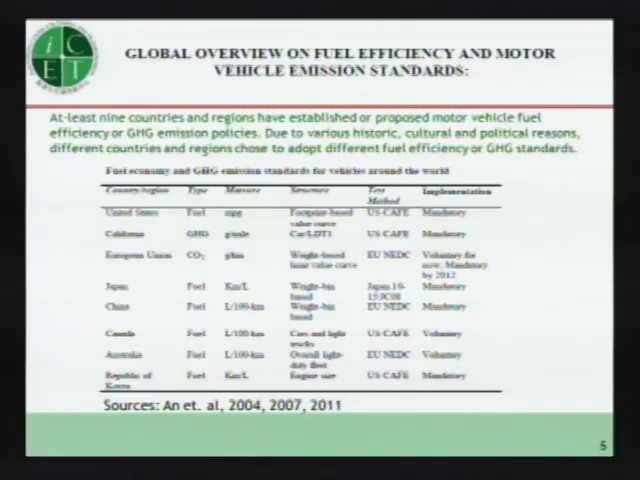 iC
ET
GLOBAL OVERVIEW ON FUEL EFFICIENCY AND MOTOR
VEHICLE EMISSION STANDARDS:
At-least nine countries and regions have established or proposed motor vehicle fuel
efficiency or GHG emission policies. Due to various historic, cultural and political reasons,
different countries and regions chose to adopt different fuel efficiency or GHG standards.
Fuel economy and GHG emission standards for vehicles around the world
Country/region Type Measure Structure Test Method Implementation
United States Fuel mpg Footprint-based value curve US CAFE Mandatory
California GHG g/mile Car/LDT1 US CAFE Mandatory
European Union CO2 g/km Weight-based limit value curve EU NEDC Voluntary for now. Mandatory by 2012
Japan Fuel Km/L Weight-bin based Japan 10- Mandatory
China Fuel L/100-km Weight-bin based EU NEDC Mandatory
Canada Fuel L/100-km Cars and light trucks US CAFE Voluntary
Australia Fuel L/100-km Overall light-duty fleet EU NEDC Voluntary
Republic of Korea Fuel Km/L Engine size US CAFE Mandatory
Sources: An et. al, 2004, 2007, 2011
5